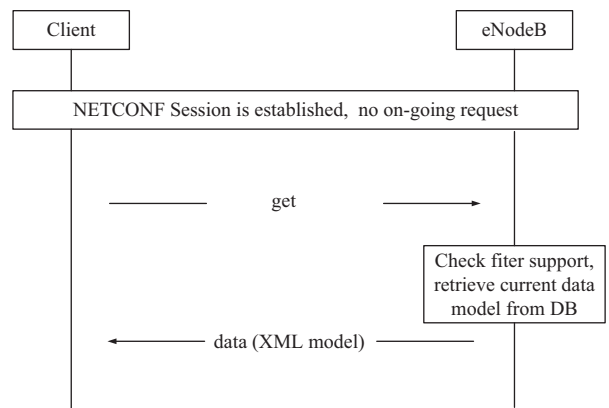 Client
eNodeB
NETCONF Session is established, no on-going request
get
Check fiter support,
retrieve current data
model from DB
data (XML model)